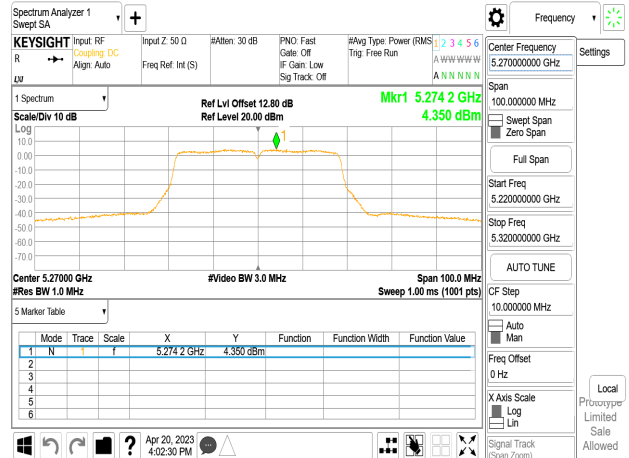 Spectrum Analyzer 1
Swept SA
Frequency
Settings
KEYSIGHT
R
Input: RF
Coupling: DC
Align: Auto
Input Z: 50 Ω
Freq Ref: Int (S)
#Atten: 30 dB
PNO: Fast
Gate: Off
IF Gain: Low
Sig Track: Off
#Avg Type: Power (RMS
Trig: Free Run
1 2 3 4 5 6
A W W W W W
A N N N N N
1 Spectrum
Scale/Div 10 dB
Ref Lvl Offset 12.80 dB
Ref Level 20.00 dBm
Mkr1 5.274 2 GHz
4.350 dBm
Log
1
10.0
0.00
-10.0
-20.0
-30.0
-40.0
-50.0
-60.0
-70.0
Center 5.27000 GHz
#Video BW 3.0 MHz
Span 100.0 MHz
#Res BW 1.0 MHz
Sweep 1.00 ms (1001 pts)
5 Marker Table
Mode Trace Scale X Y Function Function Width Function Value
1 N 1 f 5.274 2 GHz 4.350 dBm
2
3
4
5
6
Apr 20, 2023
4:02:30 PM
Center Frequency
5.270000000 GHz
Span
100.000000 MHz
Swept Span
Zero Span
Full Span
Start Freq
5.220000000 GHz
Stop Freq
5.320000000 GHz
AUTO TUNE
CF Step
10.000000 MHz
Auto
Man
Freq Offset
0 Hz
X Axis Scale
Log
Lin
Signal Track
(Span Zoom)
Local
Prototype
Limited
Sale
Allowed